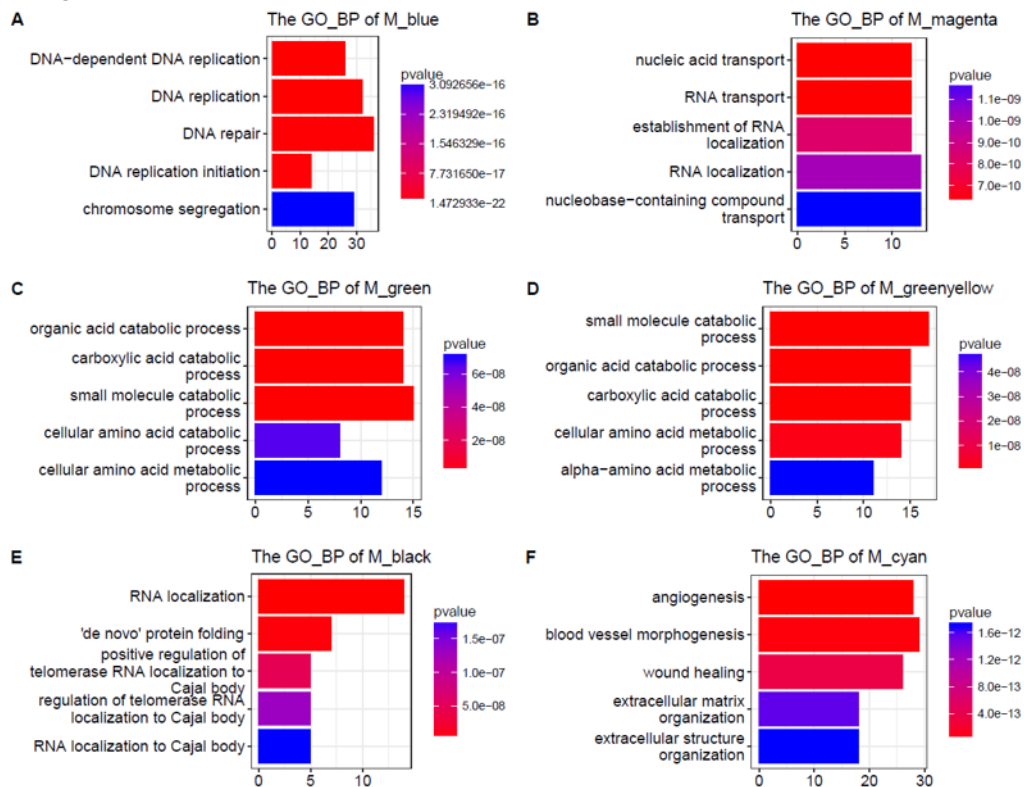 A
The GO_BP of M_blue
DNA−dependent DNA replication
DNA replication
DNA repair
DNA replication initiation
chromosome segregation
0 10 20 30
pvalue
3.092656e−16
2.319492e−16
1.546329e−16
7.731650e−17
1.472933e−22
B
The GO_BP of M_magenta
nucleic acid transport
RNA transport
establishment of RNA
localization
RNA localization
nucleobase−containing compound
transport
0 5 10
pvalue
1.1e−09
1.0e−09
9.0e−10
8.0e−10
7.0e−10
C
The GO_BP of M_green
organic acid catabolic process
carboxylic acid catabolic
process
small molecule catabolic
process
cellular amino acid catabolic
process
cellular amino acid metabolic
process
0 5 10 15
pvalue
6e−08
4e−08
2e−08
D
The GO_BP of M_greenyellow
small molecule catabolic
process
organic acid catabolic process
carboxylic acid catabolic
process
cellular amino acid metabolic
process
alpha−amino acid metabolic
process
0 5 10 15
pvalue
4e−08
3e−08
2e−08
1e−08
E
The GO_BP of M_black
RNA localization
'de novo' protein folding
positive regulation of
telomerase RNA localization to
Cajal body
regulation of telomerase RNA
localization to Cajal body
RNA localization to Cajal body
0 5 10
pvalue
1.5e−07
1.0e−07
5.0e−08
F
The GO_BP of M_cyan
angiogenesis
blood vessel morphogenesis
wound healing
extracellular matrix
organization
extracellular structure
organization
0 10 20 30
pvalue
1.6e−12
1.2e−12
8.0e−13
4.0e−13